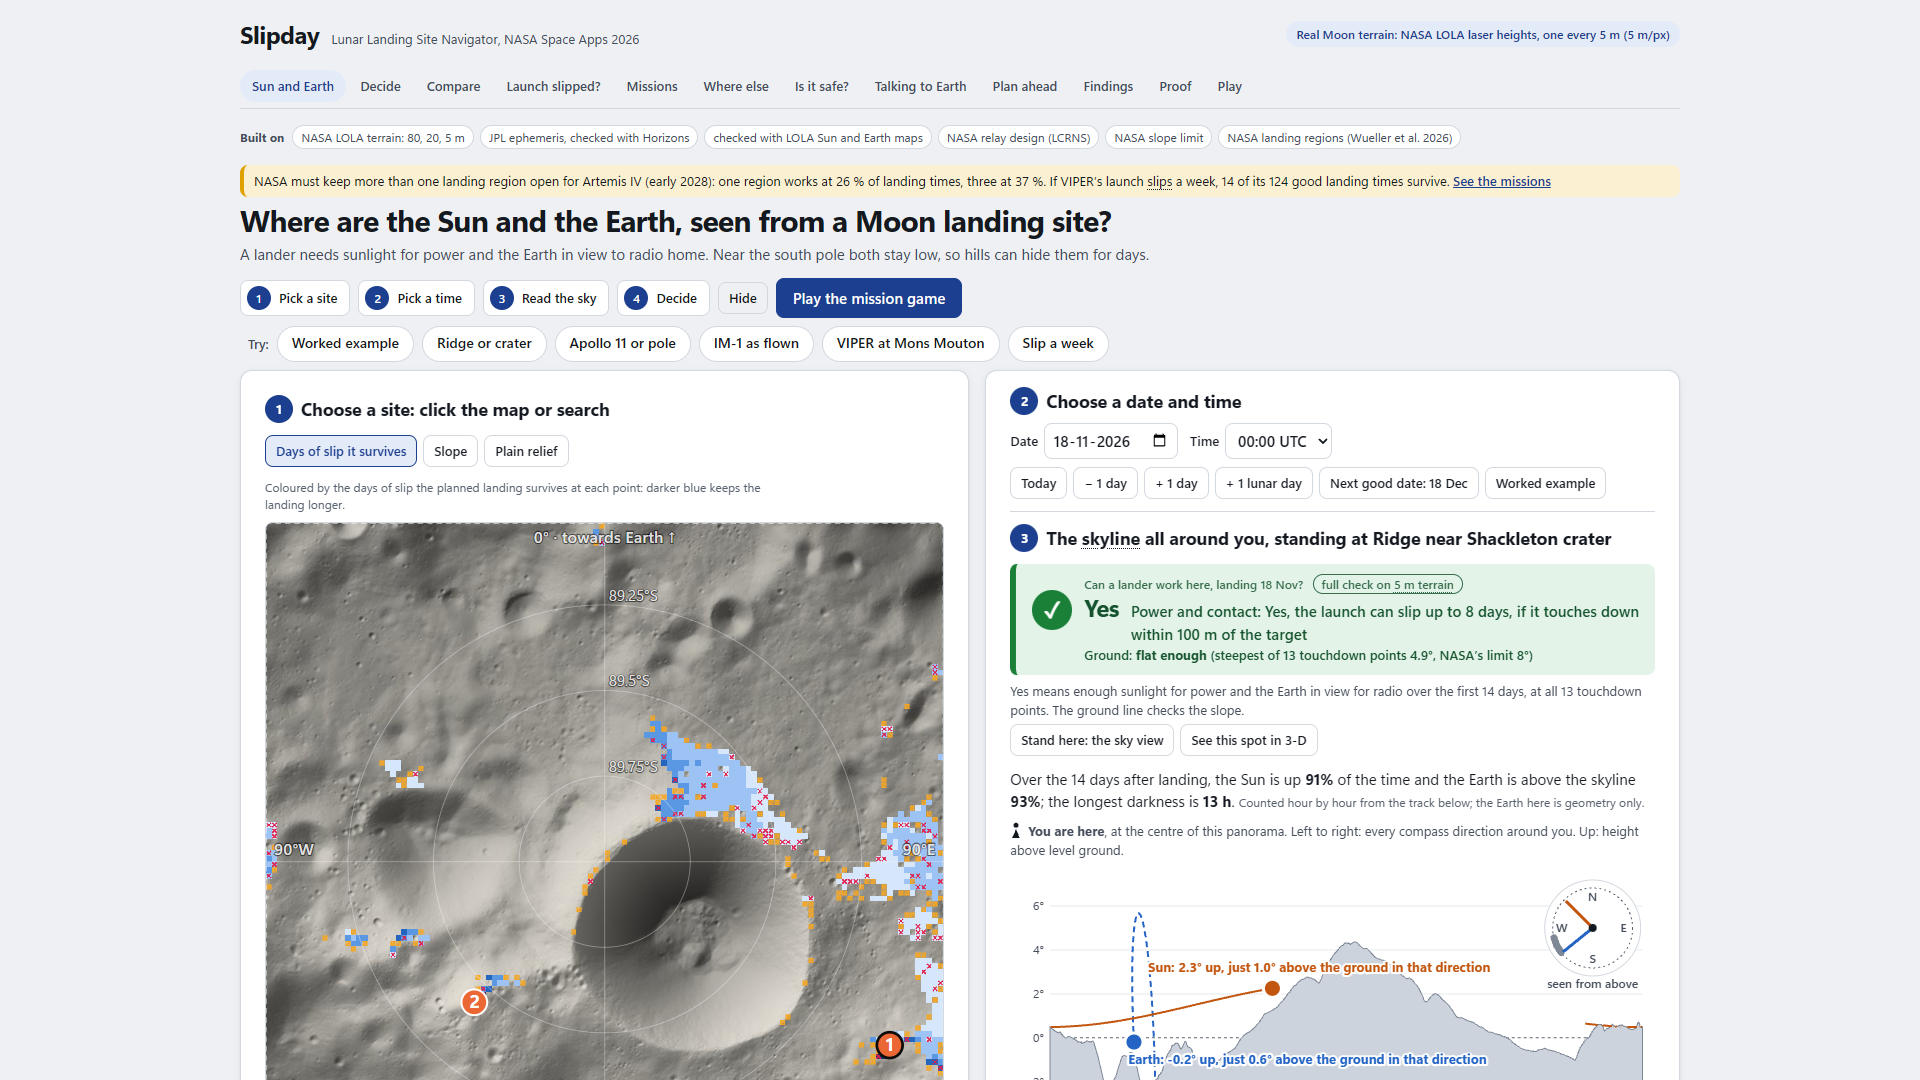 Slipday Lunar Landing Site Navigator, NASA Space Apps 2026
Real Moon terrain: NASA LOLA laser heights, one every 5 m (5 m/px)
Sun and Earth Decide Compare Launch slipped? Missions Where else Is it safe? Talking to Earth Plan ahead Findings Proof Play
Built on NASA LOLA terrain: 80, 20, 5 m JPL ephemeris, checked with Horizons checked with LOLA Sun and Earth maps NASA relay design (LCRNS) NASA slope limit NASA landing regions (Wueller et al. 2026)
NASA must keep more than one landing region open for Artemis IV (early 2028): one region works at 26 % of landing times, three at 37 %. If VIPER's launch slips a week, 14 of its 124 good landing times survive. See the missions
Where are the Sun and the Earth, seen from a Moon landing site?
A lander needs sunlight for power and the Earth in view to radio home. Near the south pole both stay low, so hills can hide them for days.
1 Pick a site 2 Pick a time 3 Read the sky 4 Decide Hide Play the mission game
Try: Worked example Ridge or crater Apollo 11 or pole IM-1 as flown VIPER at Mons Mouton Slip a week
1 Choose a site: click the map or search
Days of slip it survives Slope Plain relief
Coloured by the days of slip the planned landing survives at each point: darker blue keeps the
landing longer.
0° · towards Earth ↑
89.25°S
89.5°S
89.75°S
90°W
90°E
2
1
2 Choose a date and time
Date 18-11-2026 Time 00:00 UTC
Today − 1 day + 1 day + 1 lunar day Next good date: 18 Dec Worked example
3 The skyline all around you, standing at Ridge near Shackleton crater
Can a lander work here, landing 18 Nov? full check on 5 m terrain
Yes Power and contact: Yes, the launch can slip up to 8 days, if it touches down
within 100 m of the target
Ground: flat enough (steepest of 13 touchdown points 4.9°, NASA's limit 8°)
Yes means enough sunlight for power and the Earth in view for radio over the first 14 days, at all 13 touchdown
points. The ground line checks the slope.
Stand here: the sky view See this spot in 3-D
Over the 14 days after landing, the Sun is up 91% of the time and the Earth is above the skyline
93%; the longest darkness is 13 h. Counted hour by hour from the track below; the Earth here is geometry only.
You are here, at the centre of this panorama. Left to right: every compass direction around you. Up: height
above level ground.
6°
4°
2°
0°
N
W
E
S
seen from above
Sun: 2.3° up, just 1.0° above the ground in that direction
Earth: -0.2° up, just 0.6° above the ground in that direction